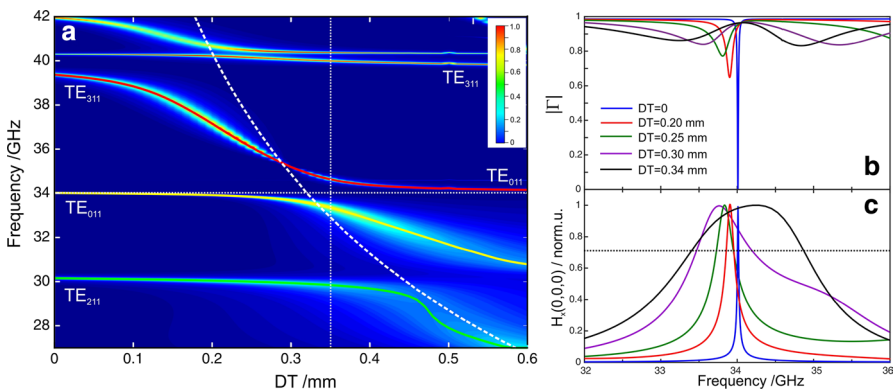 a
42
40
38
36
34
32
30
28
Frequency /GHz
0
0.1
0.2
0.3
0.4
0.5
0.6
DT /mm
TE311
TE011
TE211
TE311
TE011
1.0
0.8
0.6
0.4
0.2
0
b
1
0.8
0.6
0.4
0.2
0
|Γ|
DT=0
DT=0.20 mm
DT=0.25 mm
DT=0.30 mm
DT=0.34 mm
c
1
0.8
0.6
0.4
0.2
0
Hx(0,0,0) / norm.u.
32
33
34
35
36
Frequency /GHz